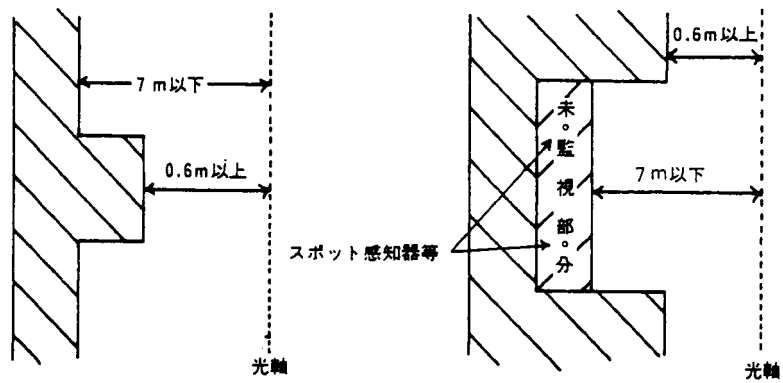 7m以下
0.6m以上
光軸
スポット感知器等
0.6m以上
未監視部分
7m以下
光軸